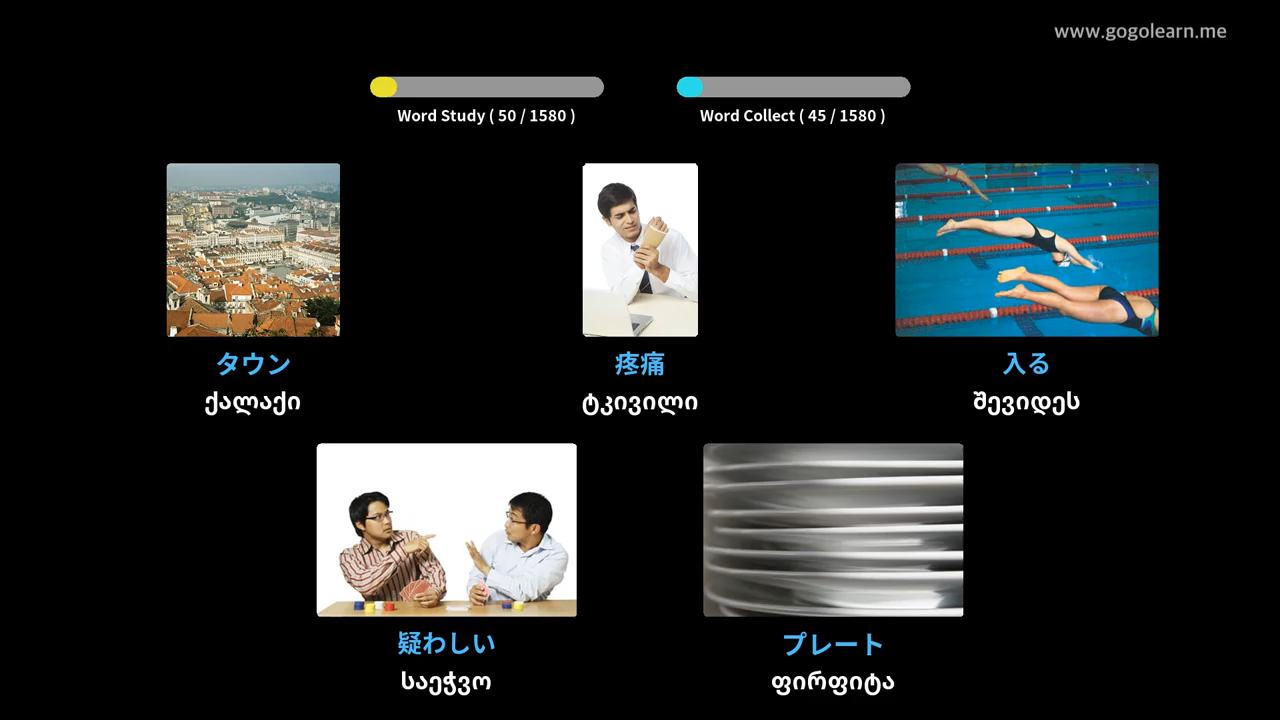 www.gogolearn.me
Word Study ( 50 / 1580 )
Word Collect ( 45 / 1580 )
タウン
ქალაქი
疼痛
ტკივილი
入る
შევიდეს
疑わしい
საეჭვო
プレート
ფირფიტა